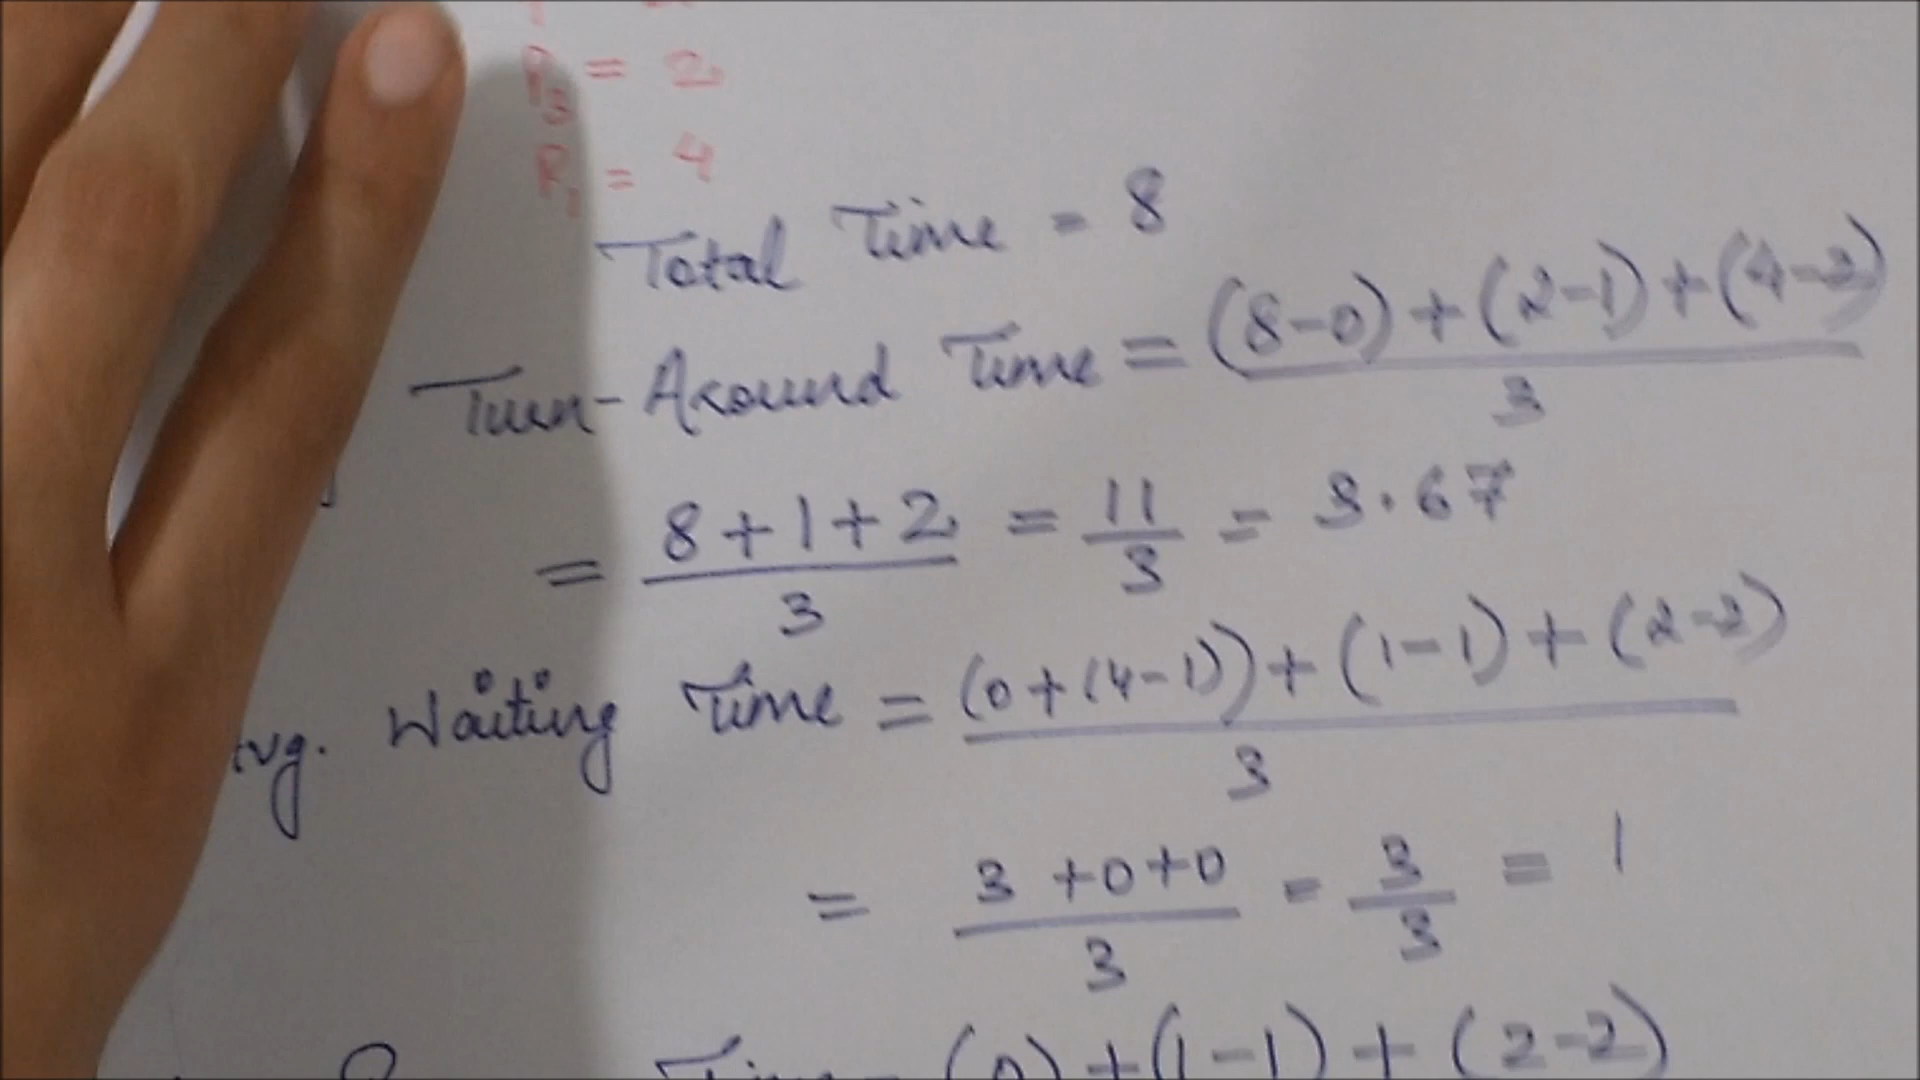 P3 = 2
P1 = 4
Total Time = 8
Turn-Around Time = (8-0) + (2-1) + (4-2)
3
= 8+1+2 = 11 = 3.67
3 3
Avg. Waiting Time = (0 + (4-1)) + (1-1) + (2-2)
3
= 3+0+0 = 3 = 1
3 3
(0) + (1-1) + (2-2)